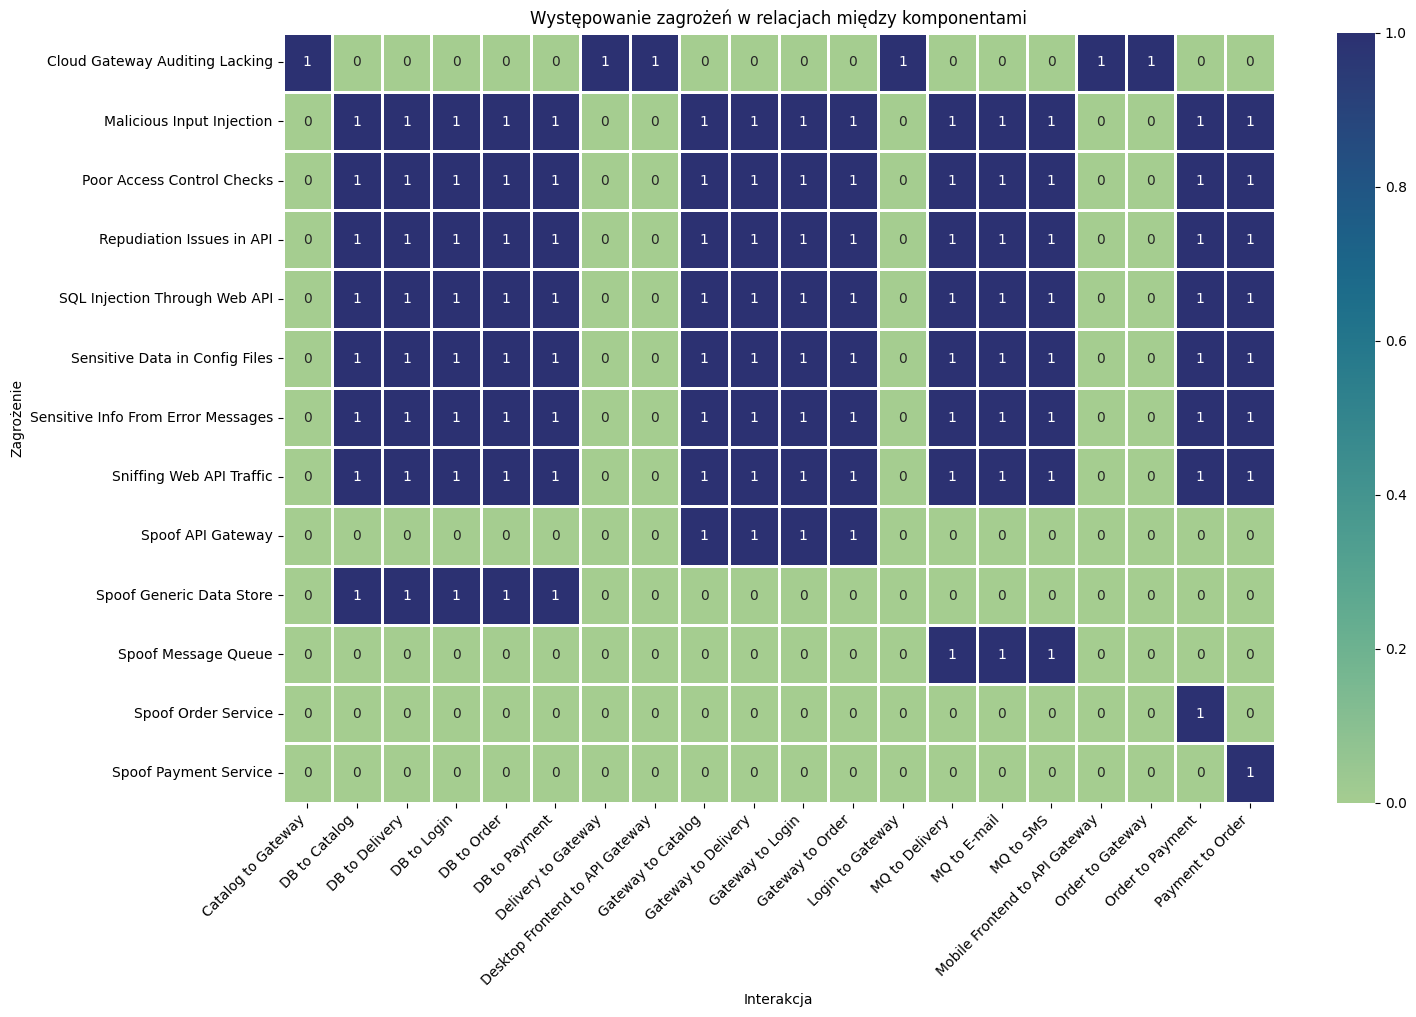 Występowanie zagrożeń w relacjach między komponentami
Zagrożenie
Cloud Gateway Auditing Lacking 1 0 0 0 0 0 1 1 0 0 0 0 1 0 0 0 1 1 0 0
Malicious Input Injection 0 1 1 1 1 1 0 0 1 1 1 1 0 1 1 1 0 0 1 1
Poor Access Control Checks 0 1 1 1 1 1 0 0 1 1 1 1 0 1 1 1 0 0 1 1
Repudiation Issues in API 0 1 1 1 1 1 0 0 1 1 1 1 0 1 1 1 0 0 1 1
SQL Injection Through Web API 0 1 1 1 1 1 0 0 1 1 1 1 0 1 1 1 0 0 1 1
Sensitive Data in Config Files 0 1 1 1 1 1 0 0 1 1 1 1 0 1 1 1 0 0 1 1
Sensitive Info From Error Messages 0 1 1 1 1 1 0 0 1 1 1 1 0 1 1 1 0 0 1 1
Sniffing Web API Traffic 0 1 1 1 1 1 0 0 1 1 1 1 0 1 1 1 0 0 1 1
Spoof API Gateway 0 0 0 0 0 0 0 0 1 1 1 1 0 0 0 0 0 0 0 0
Spoof Generic Data Store 0 1 1 1 1 1 0 0 0 0 0 0 0 0 0 0 0 0 0 0
Spoof Message Queue 0 0 0 0 0 0 0 0 0 0 0 0 0 1 1 1 0 0 0 0
Spoof Order Service 0 0 0 0 0 0 0 0 0 0 0 0 0 0 0 0 0 0 1 0
Spoof Payment Service 0 0 0 0 0 0 0 0 0 0 0 0 0 0 0 0 0 0 0 1
Catalog to Gateway
DB to Catalog
DB to Delivery
DB to Login
DB to Order
DB to Payment
Delivery to Gateway
Desktop Frontend to API Gateway
Gateway to Catalog
Gateway to Delivery
Gateway to Login
Gateway to Order
Login to Gateway
MQ to Delivery
MQ to E-mail
MQ to SMS
Mobile Frontend to API Gateway
Order to Gateway
Order to Payment
Payment to Order
Interakcja
1.0
0.8
0.6
0.4
0.2
0.0